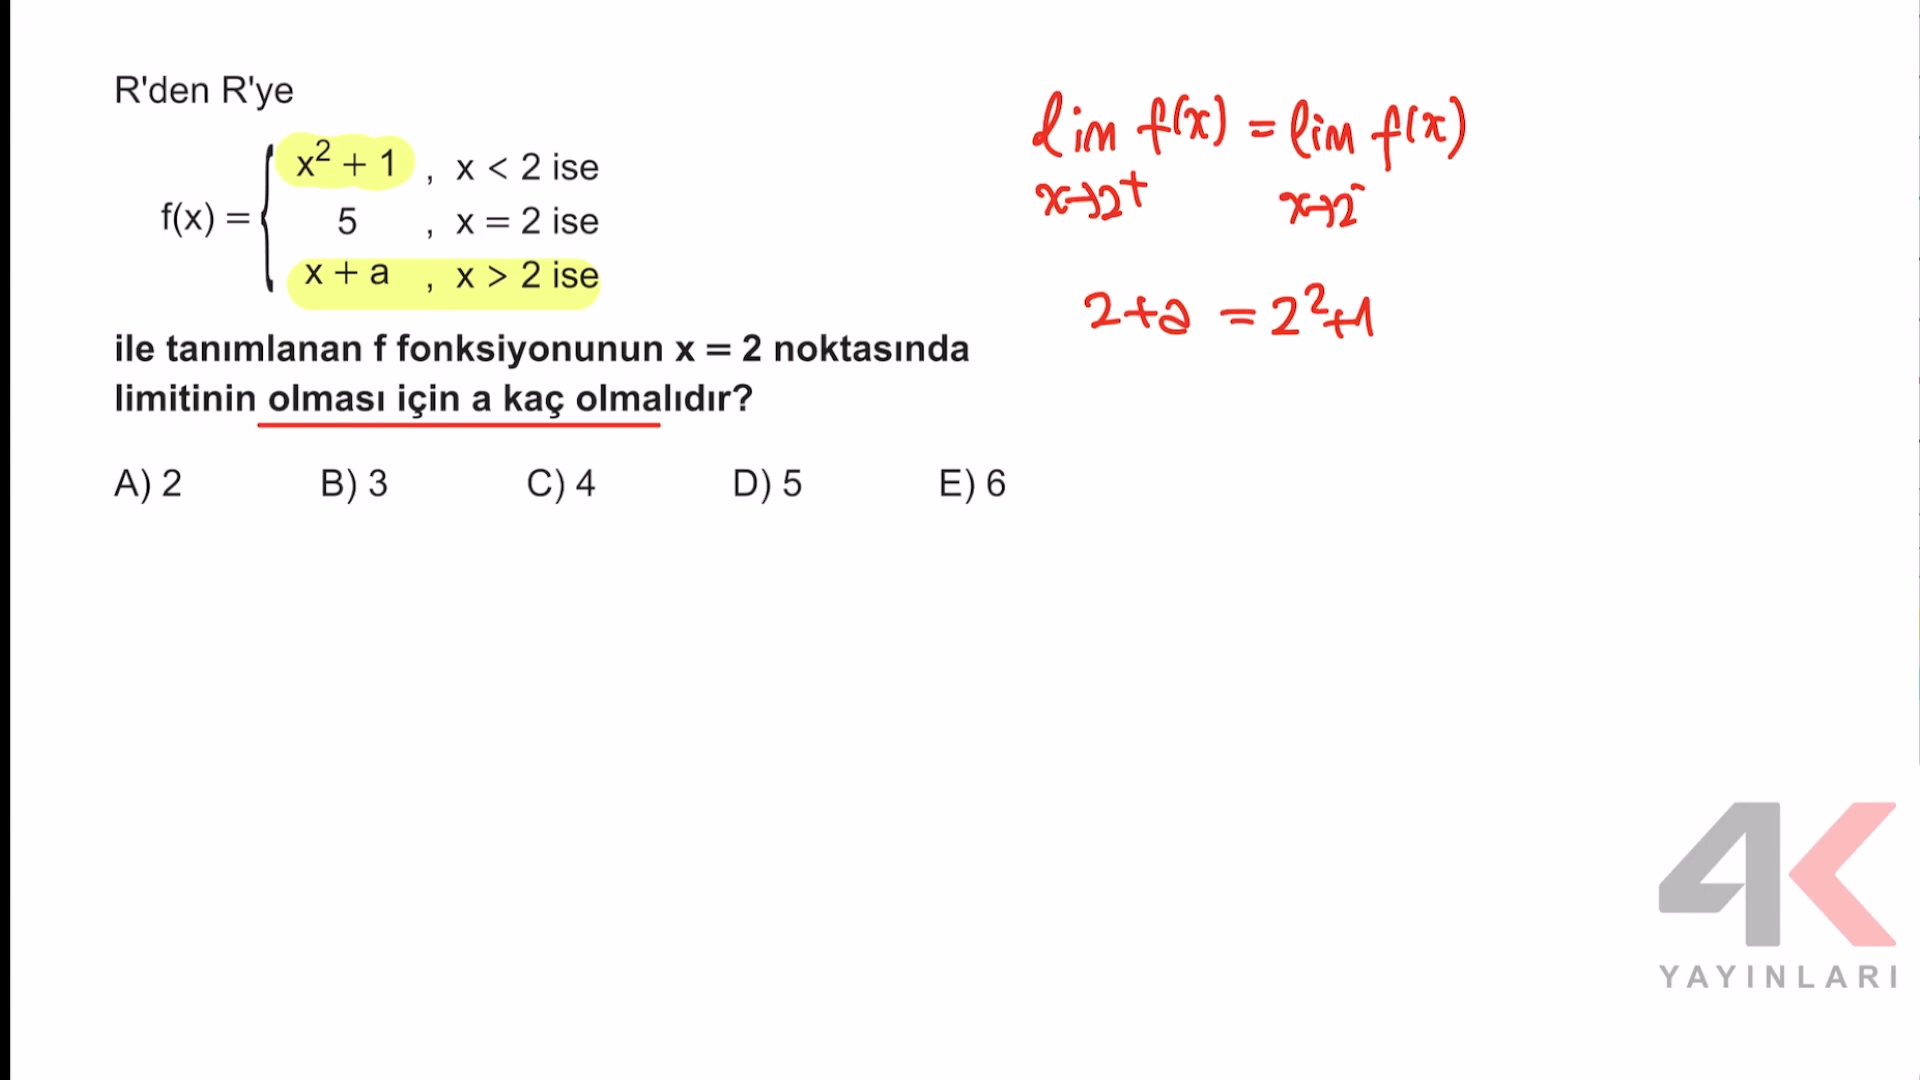 R'den R'ye
f(x) = { x² + 1 , x < 2 ise
5 , x = 2 ise
x + a , x > 2 ise
ile tanımlanan f fonksiyonunun x = 2 noktasında
limitinin olması için a kaç olmalıdır?
A) 2 B) 3 C) 4 D) 5 E) 6
lim f(x) = lim f(x)
x→2⁺ x→2⁻
2+a = 2²+1
4K
YAYINLARI